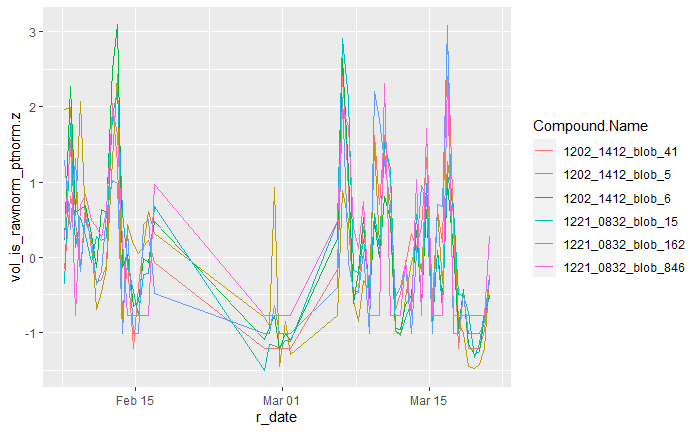 3
2
1
0
-1
vol_is_rawnorm_ptnorm.z
Feb 15
Mar 01
Mar 15
r_date
Compound.Name
1202_1412_blob_41
1202_1412_blob_5
1202_1412_blob_6
1221_0832_blob_15
1221_0832_blob_162
1221_0832_blob_846